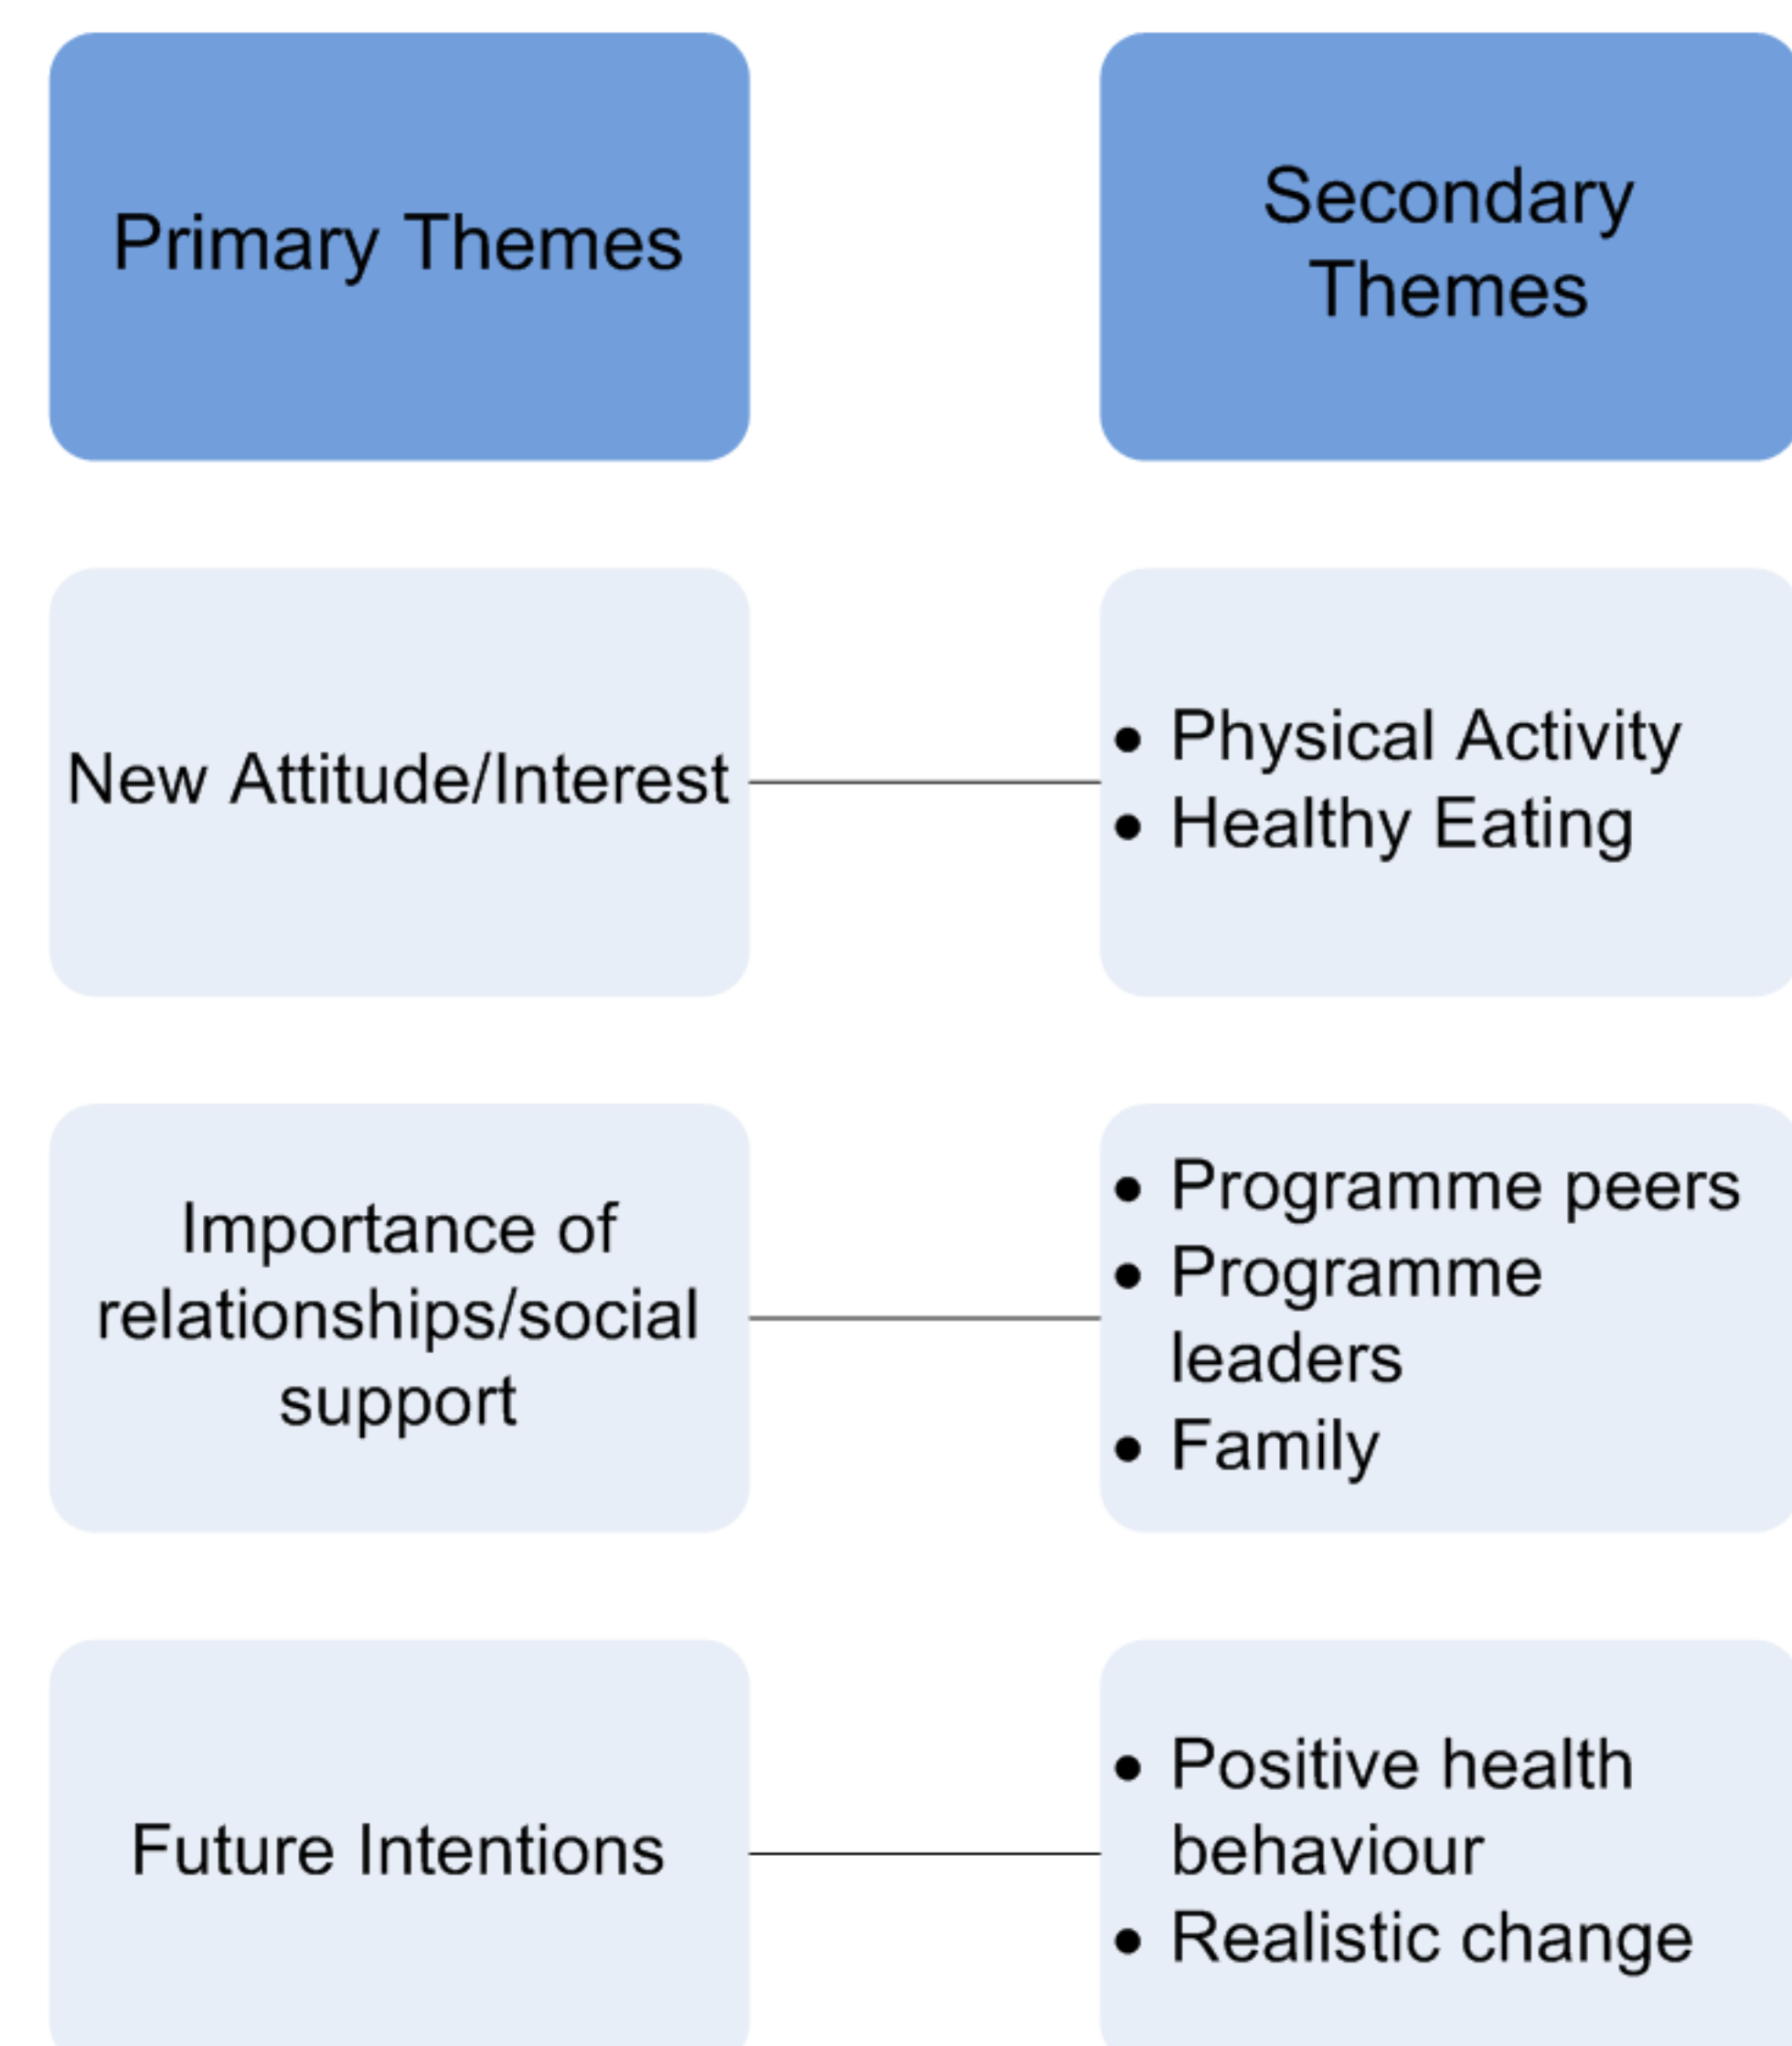 Primary Themes
Secondary
Themes
New Attitude/Interest
• Physical Activity
• Healthy Eating
Importance of
relationships/social
support
• Programme peers
• Programme
leaders
• Family
Future Intentions
• Positive health
behaviour
• Realistic change